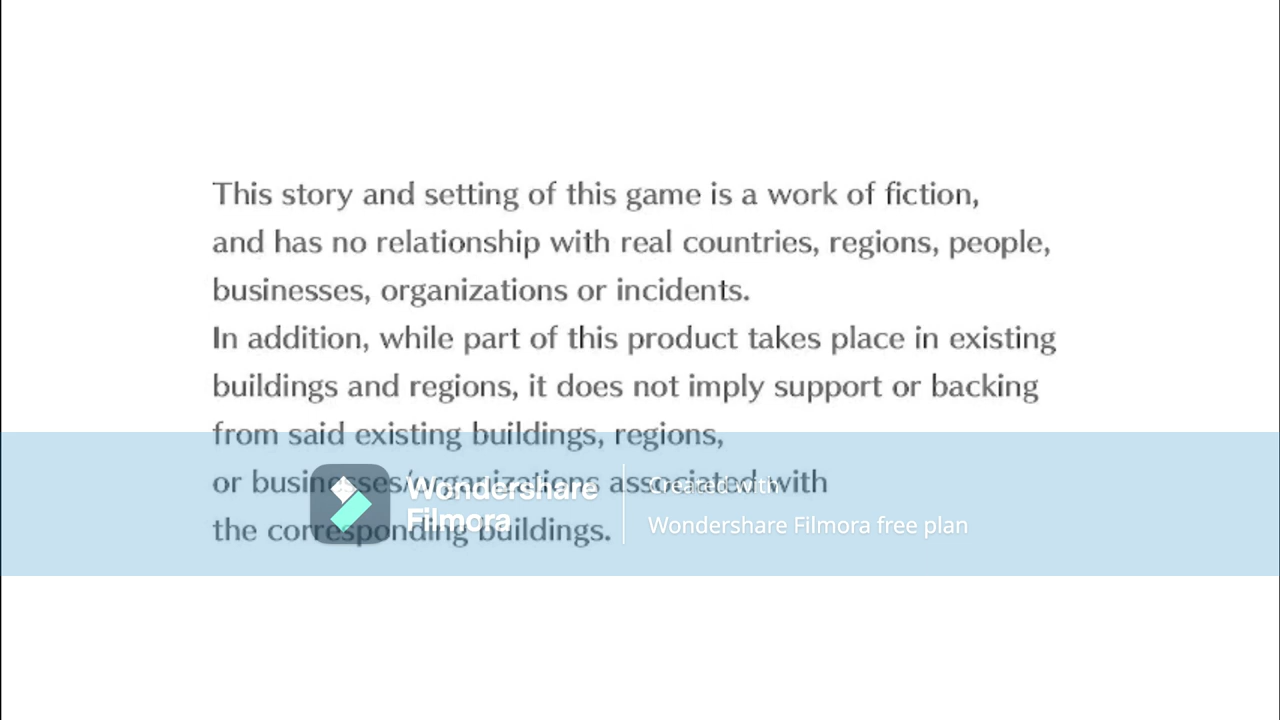 This story and setting of this game is a work of fiction,
and has no relationship with real countries, regions, people,
businesses, organizations or incidents.
In addition, while part of this product takes place in existing
buildings and regions, it does not imply support or backing
from said existing buildings, regions,
or businesses/organizations associated with
the corresponding buildings.
Wondershare
Filmora
Created with
Wondershare Filmora free plan